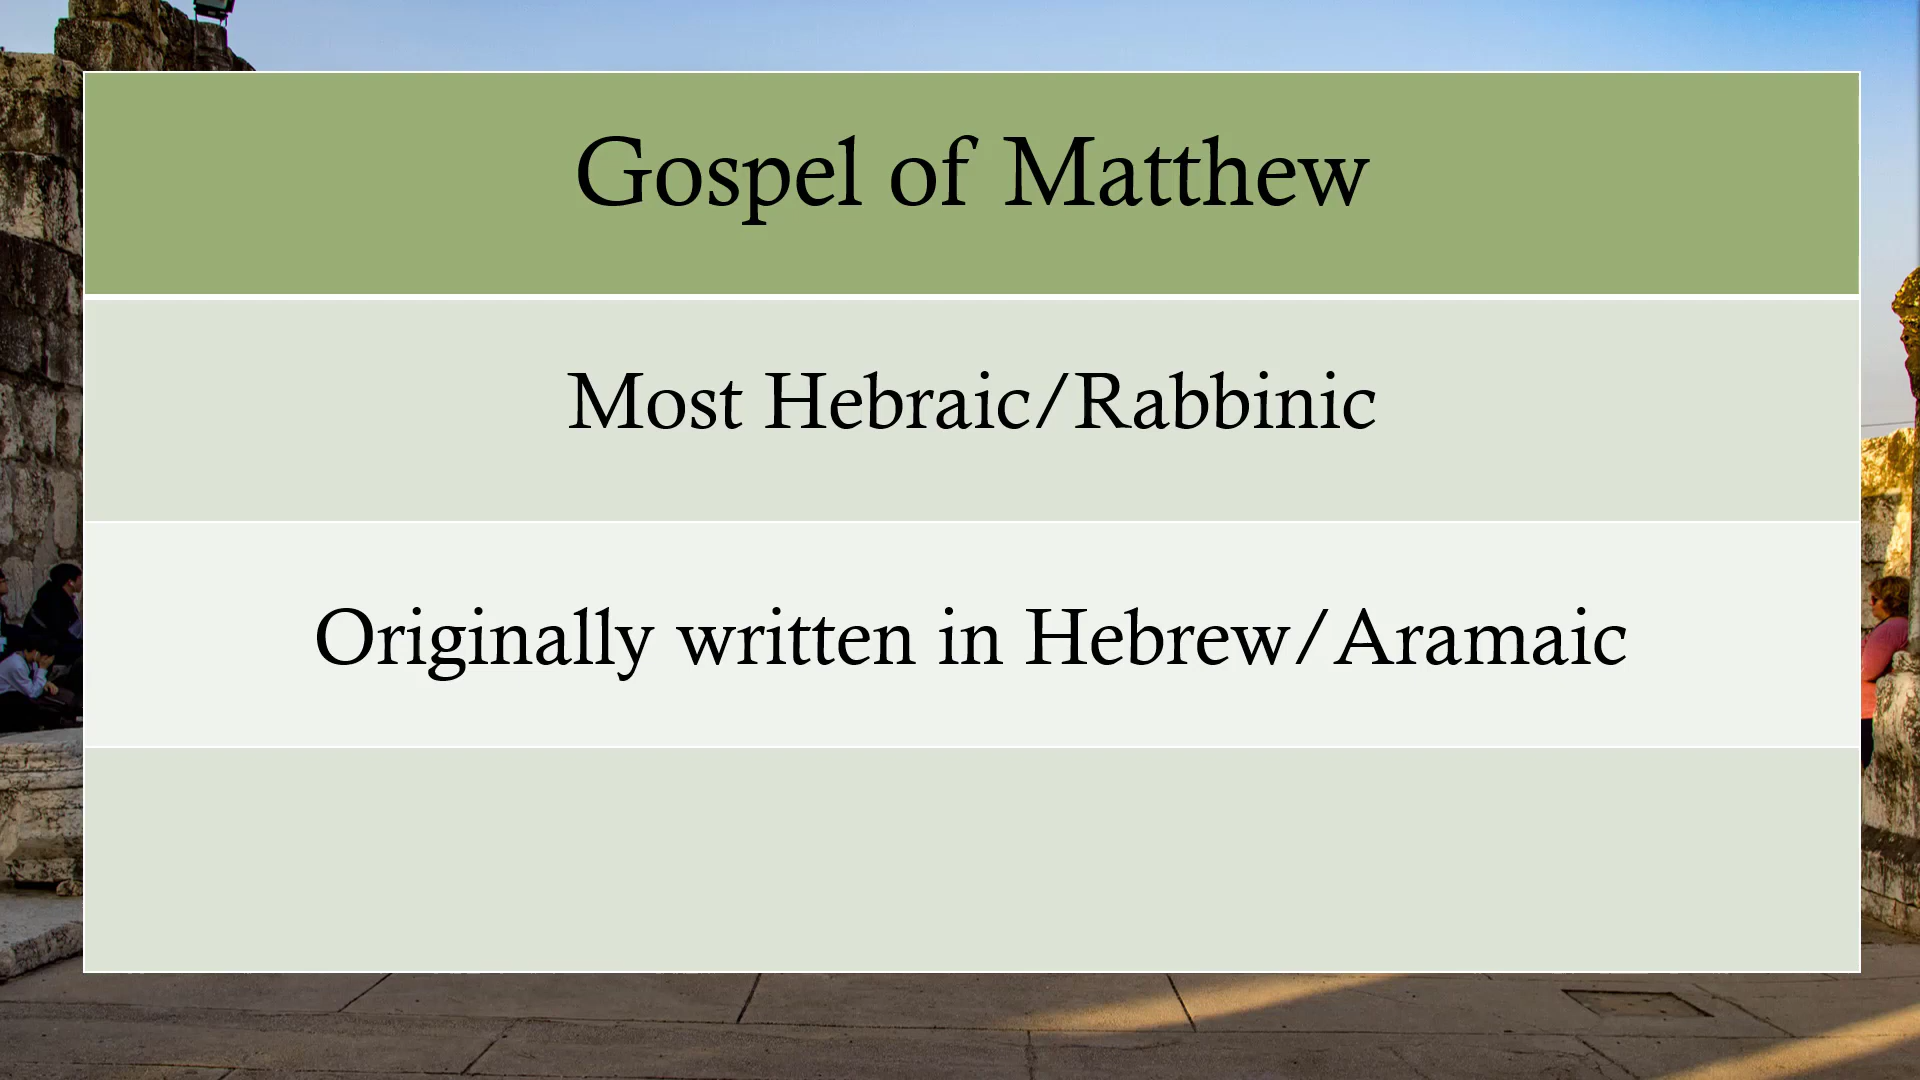 Gospel of Matthew
Most Hebraic/Rabbinic
Originally written in Hebrew/Aramaic